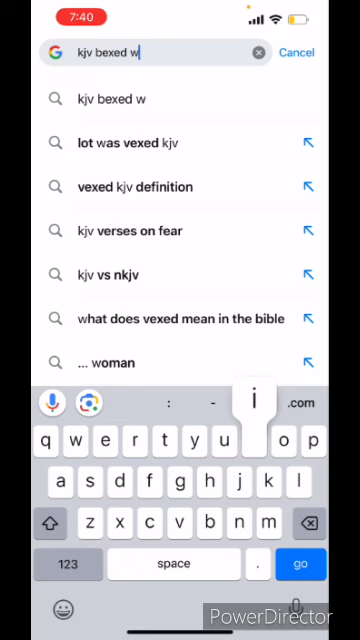 7:40
kjv bexed w
Cancel
kjv bexed w
lot was vexed kjv
vexed kjv definition
kjv verses on fear
kjv vs nkjv
what does vexed mean in the bible
... woman
: - i .com
q w e r t y u o p
a s d f g h j k l
z x c v b n m
123 space . go
PowerDirector